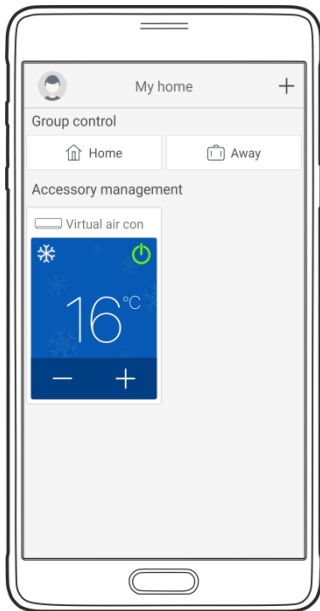 My home
Group control
Home
Away
Accessory management
Virtual air con
16°C